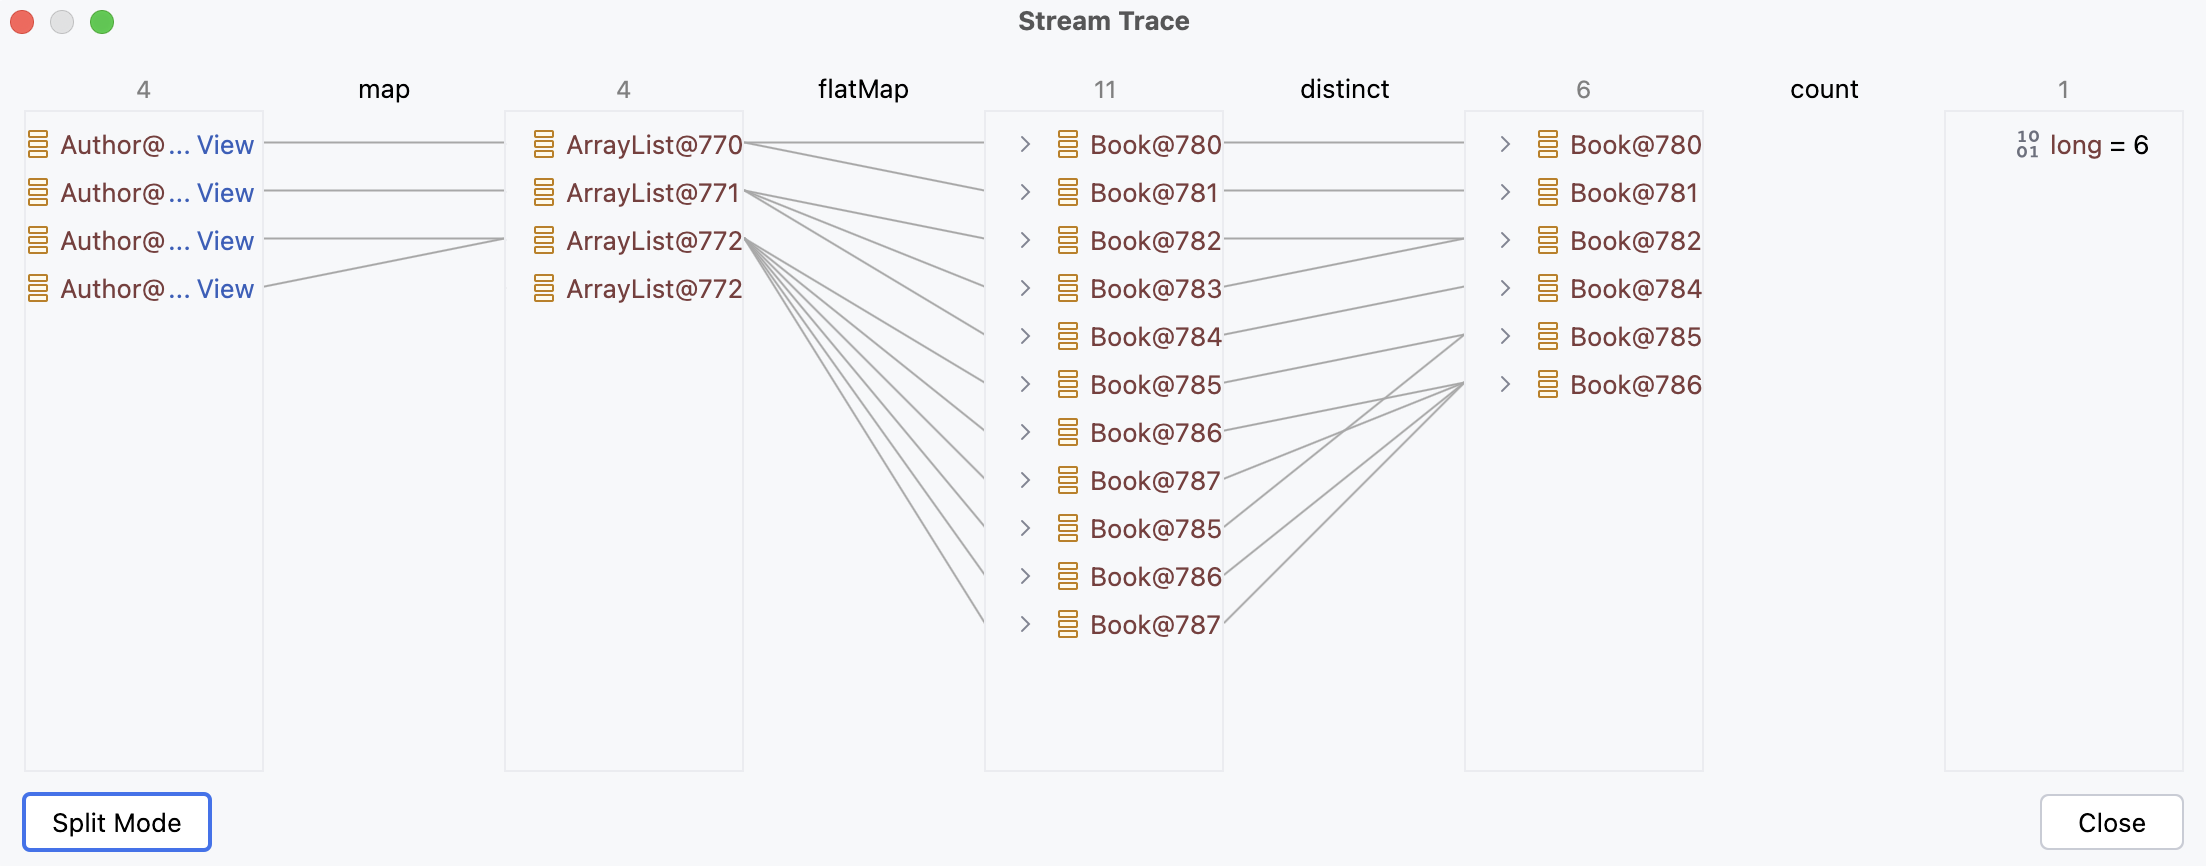 Stream Trace
4 map 4 flatMap 11 distinct 6 count 1
Author@... View ArrayList@770 Book@780 Book@780 10 01 long = 6
Author@... View ArrayList@771 Book@781 Book@781
Author@... View ArrayList@772 Book@782 Book@782
Author@... View ArrayList@772 Book@783 Book@784
Book@784 Book@785
Book@785 Book@786
Book@786
Book@787
Book@785
Book@786
Book@787
Split Mode Close